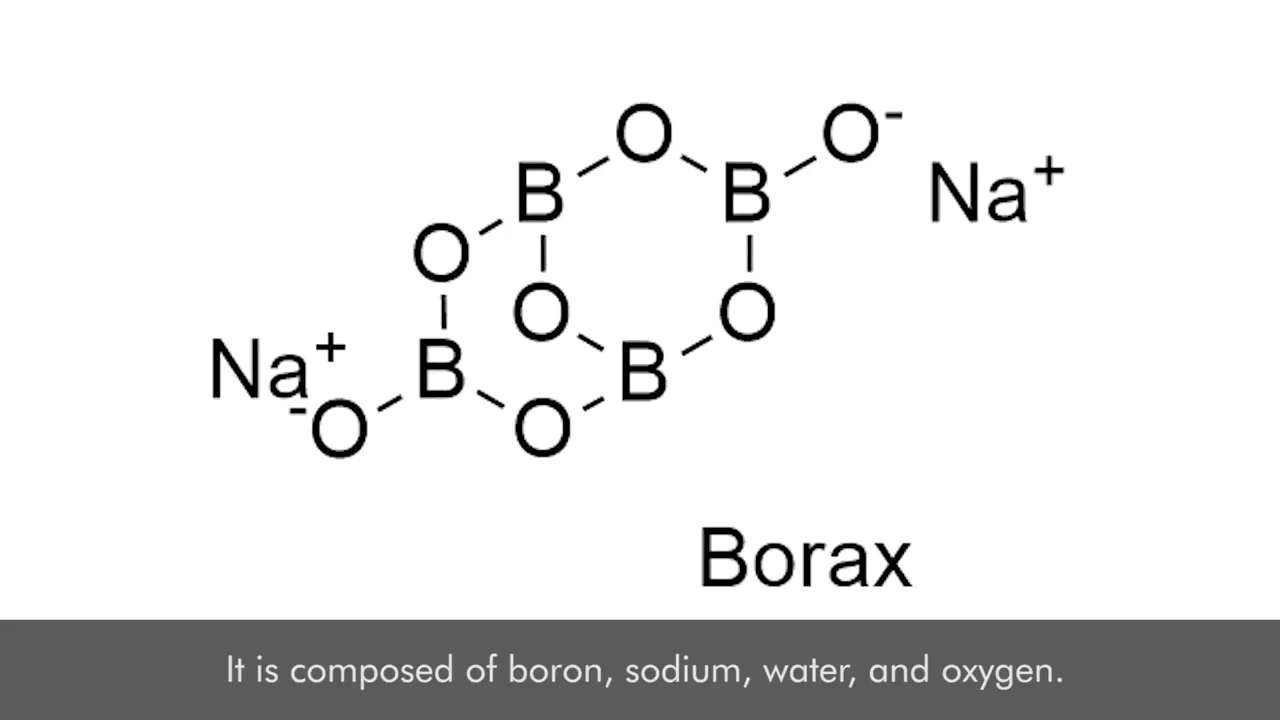 O O-
B B Na+
O
O O
Na+ B B
-O O
Borax
It is composed of boron, sodium, water, and oxygen.